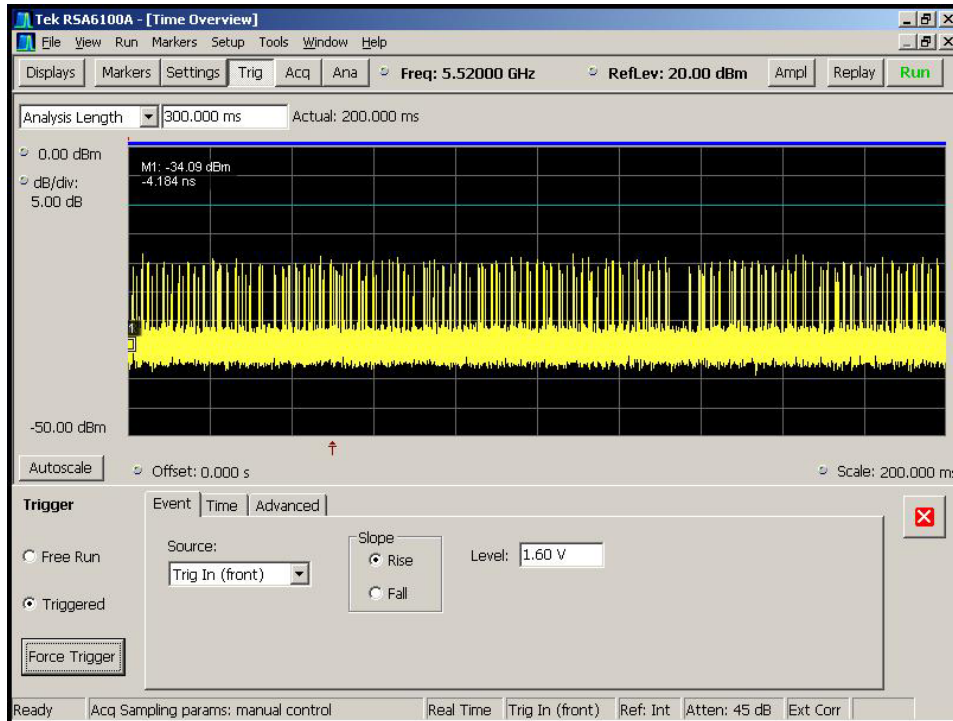 Tek RSA6100A - [Time Overview]
File View Run Markers Setup Tools Window Help
Displays Markers Settings Trig Acq Ana Freq: 5.52000 GHz RefLev: 20.00 dBm Ampl Replay Run
Analysis Length 300.000 ms Actual: 200.000 ms
0.00 dBm
dB/div:
5.00 dB
M1: -34.09 dBm
-4.184 ns
-50.00 dBm
Autoscale Offset: 0.000 s Scale: 200.000 ms
Trigger
Event Time Advanced
Free Run
Triggered
Force Trigger
Source:
Trig In (front)
Slope
Rise
Fall
Level: 1.60 V
Ready Acq Sampling params: manual control Real Time Trig In (front) Ref: Int Atten: 45 dB Ext Corr